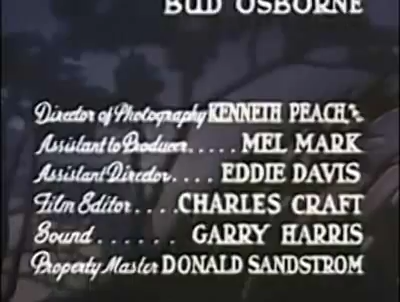 BUD OSBORNE
Director of Photography KENNETH PEACH
Assistant to Producer..... MEL MARK
Assistant Director.... EDDIE DAVIS
Film Editor.... CHARLES CRAFT
Sound...... GARRY HARRIS
Property Master DONALD SANDSTROM